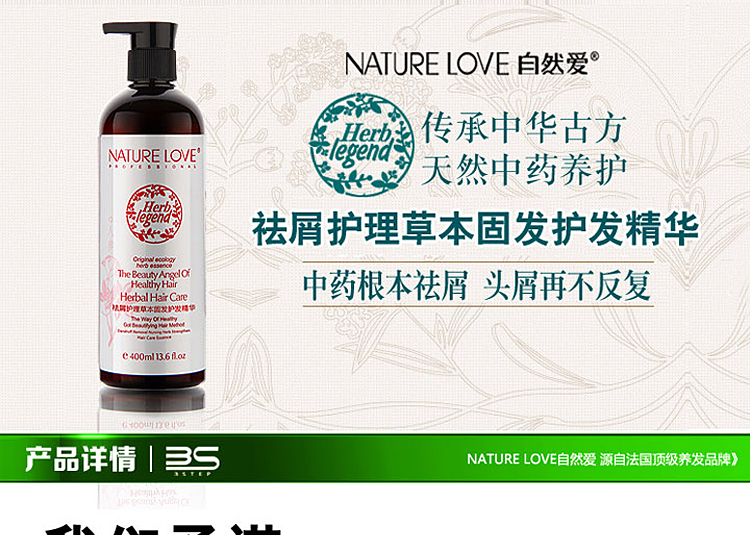 NATURE LOVE 自然爱®
Herb legend
传承中华古方
天然中药养护
祛屑护理草本固发护发精华
中药根本祛屑 头屑再不反复
NATURE LOVE®
PROFESSIONAL
Herb legend
Original ecology
herb essence
The Beauty Angel Of
Healthy Hair
Herbal Hair Care
祛屑护理草本固发护发精华
The Way Of Healthy
Got Beautifying Hair Method
Dandruff Removal Nursing Herb Strengthen
Hair Care Essence
e 400ml 13.6 fl.oz
产品详情
3S
3STEP
NATURE LOVE自然爱 源自法国顶级养发品牌》